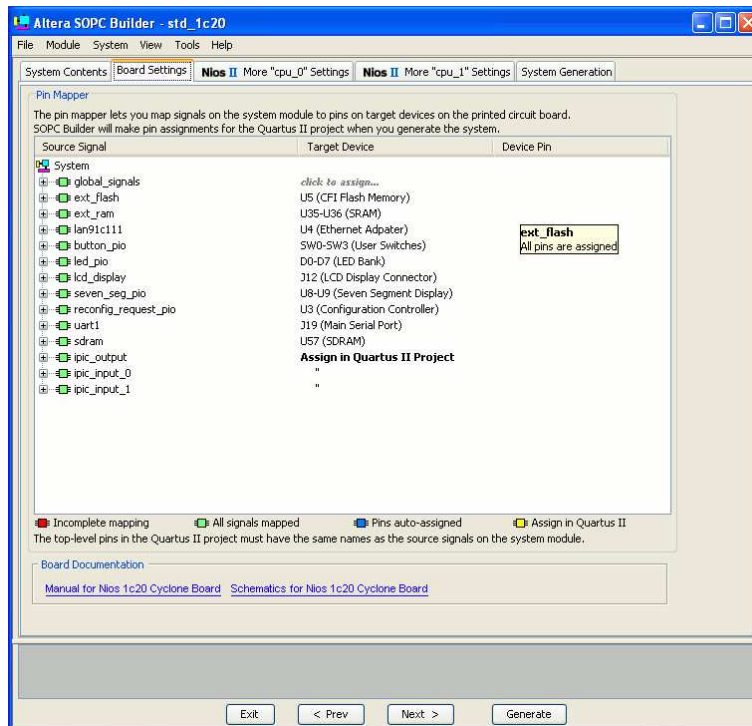 Altera SOPC Builder - std_1c20
File Module System View Tools Help
System Contents Board Settings Nios II More "cpu_0" Settings Nios II More "cpu_1" Settings System Generation
Pin Mapper
The pin mapper lets you map signals on the system module to pins on target devices on the printed circuit board.
SOPC Builder will make pin assignments for the Quartus II project when you generate the system.
Source Signal Target Device Device Pin
System
global_signals click to assign...
ext_flash U5 (CFI Flash Memory)
ext_ram U35-U36 (SRAM)
lan91c111 U4 (Ethernet Adpater)
ext_flash
button_pio SW0-SW3 (User Switches)
All pins are assigned
led_pio D0-D7 (LED Bank)
lcd_display J12 (LCD Display Connector)
seven_seg_pio U8-U9 (Seven Segment Display)
reconfig_request_pio U3 (Configuration Controller)
uart1 J19 (Main Serial Port)
sdram U57 (SDRAM)
ipic_output Assign in Quartus II Project
ipic_input_0 "
ipic_input_1 "
Incomplete mapping All signals mapped Pins auto-assigned Assign in Quartus II
The top-level pins in the Quartus II project must have the same names as the source signals on the system module.
Board Documentation
Manual for Nios 1c20 Cyclone Board Schematics for Nios 1c20 Cyclone Board
Exit < Prev Next > Generate